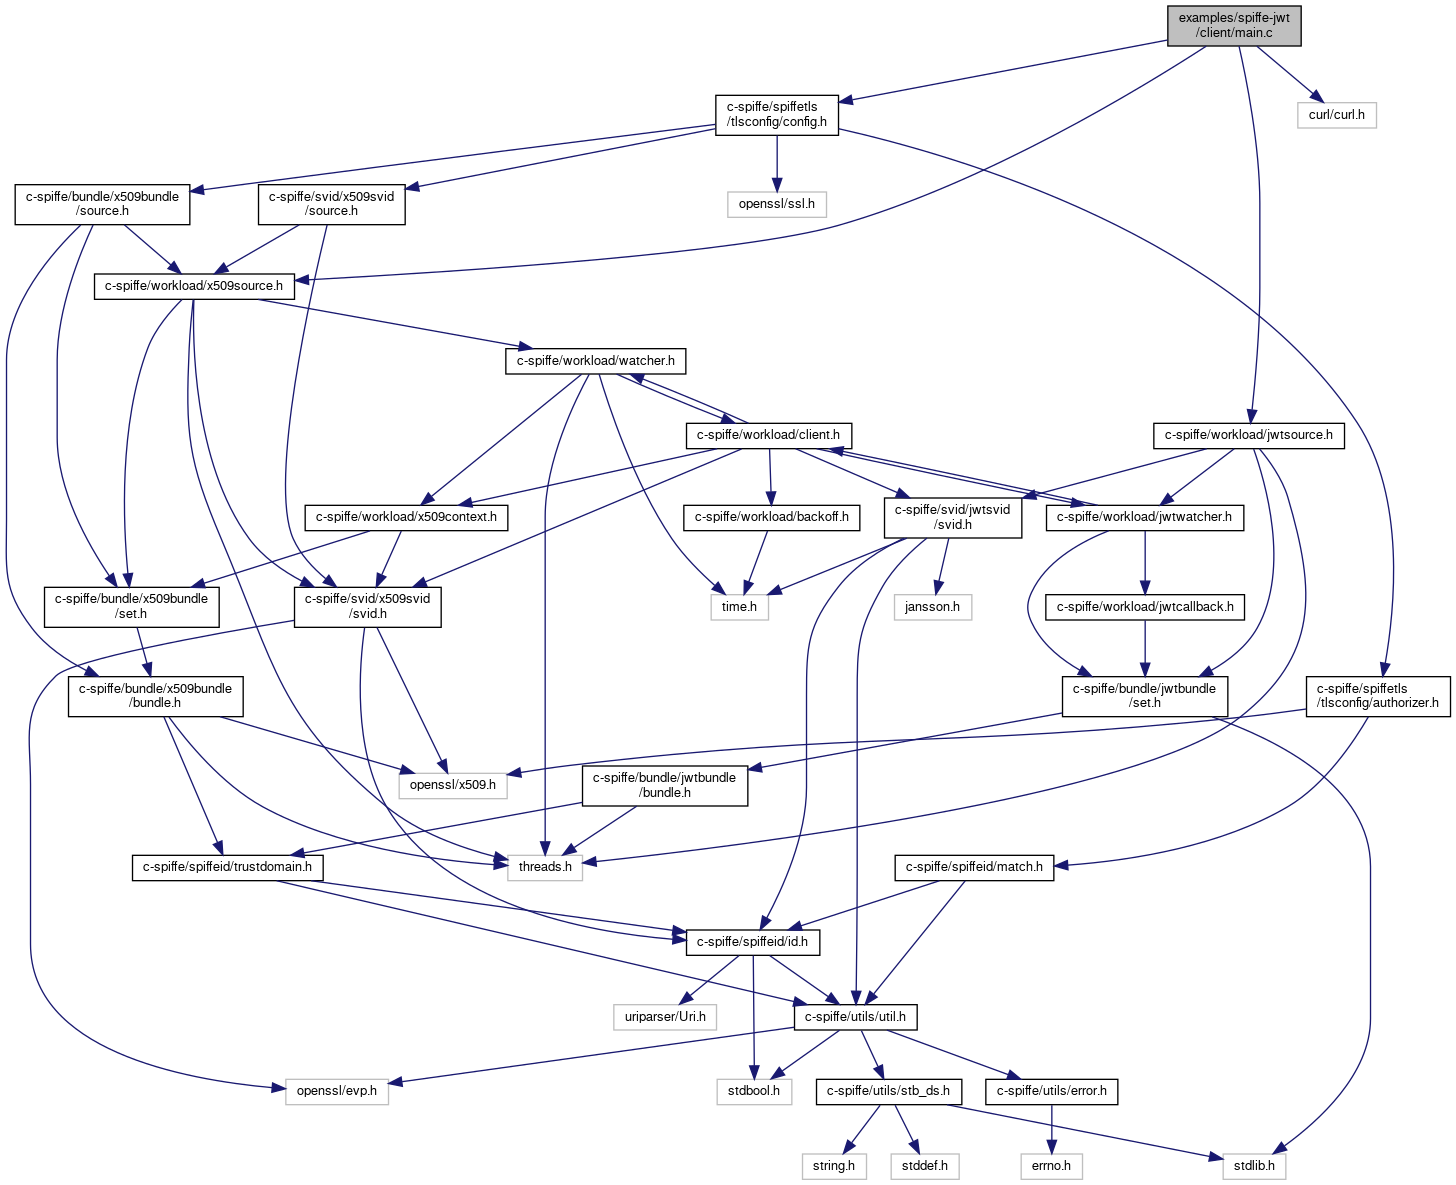 examples/spiffe-jwt
/client/main.c
c-spiffe/spiffetls
/tlsconfig/config.h
curl/curl.h
c-spiffe/bundle/x509bundle
/source.h
c-spiffe/svid/x509svid
/source.h
openssl/ssl.h
c-spiffe/workload/x509source.h
c-spiffe/workload/watcher.h
c-spiffe/workload/client.h
c-spiffe/workload/jwtsource.h
c-spiffe/workload/x509context.h
c-spiffe/workload/backoff.h
c-spiffe/svid/jwtsvid
/svid.h
c-spiffe/workload/jwtwatcher.h
c-spiffe/bundle/x509bundle
/set.h
c-spiffe/svid/x509svid
/svid.h
time.h
jansson.h
c-spiffe/workload/jwtcallback.h
c-spiffe/bundle/x509bundle
/bundle.h
c-spiffe/bundle/jwtbundle
/set.h
c-spiffe/spiffetls
/tlsconfig/authorizer.h
openssl/x509.h
c-spiffe/bundle/jwtbundle
/bundle.h
c-spiffe/spiffeid/trustdomain.h
threads.h
c-spiffe/spiffeid/match.h
c-spiffe/spiffeid/id.h
uriparser/Uri.h
c-spiffe/utils/util.h
openssl/evp.h
stdbool.h
c-spiffe/utils/stb_ds.h
c-spiffe/utils/error.h
string.h
stddef.h
errno.h
stdlib.h